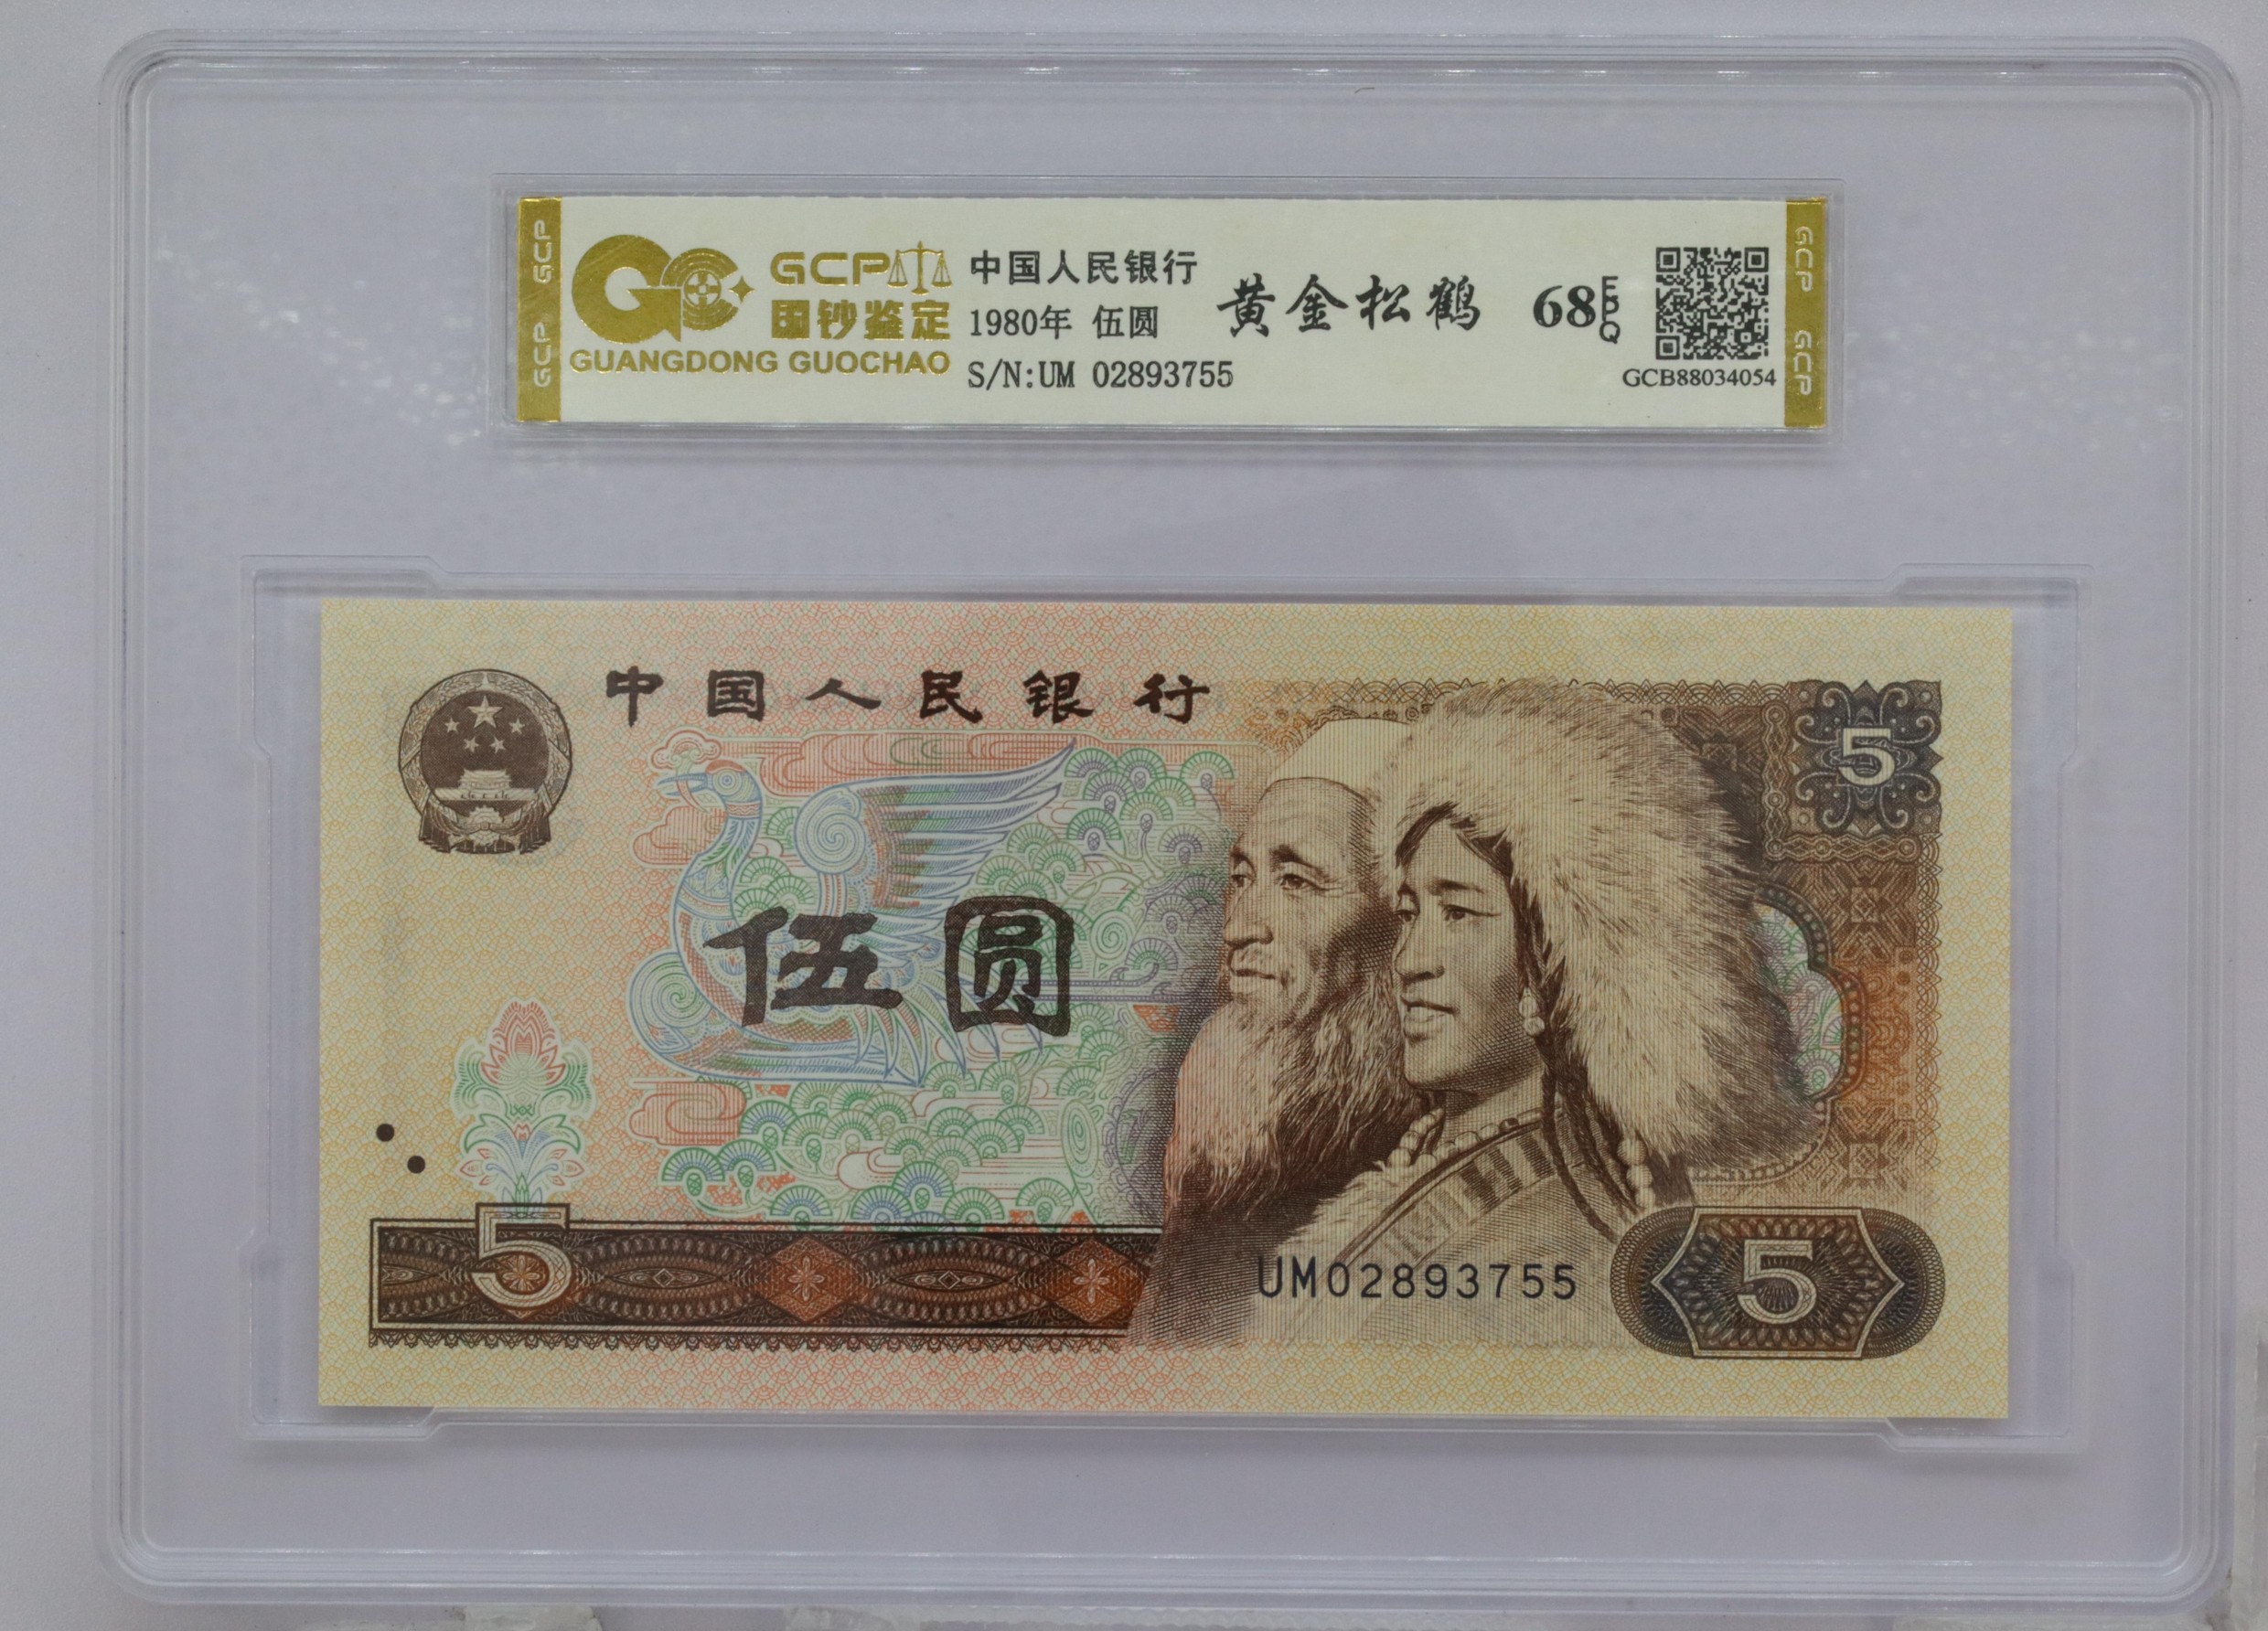 GCP GCP
GCP
国钞鉴定
GUANGDONG GUOCHAO
中国人民银行
1980年 伍圆
S/N:UM 02893755
黄金松鹤
68EPQ
GCB88034054
GCP GCP
中国人民银行
5
伍圆
5
UM02893755
5